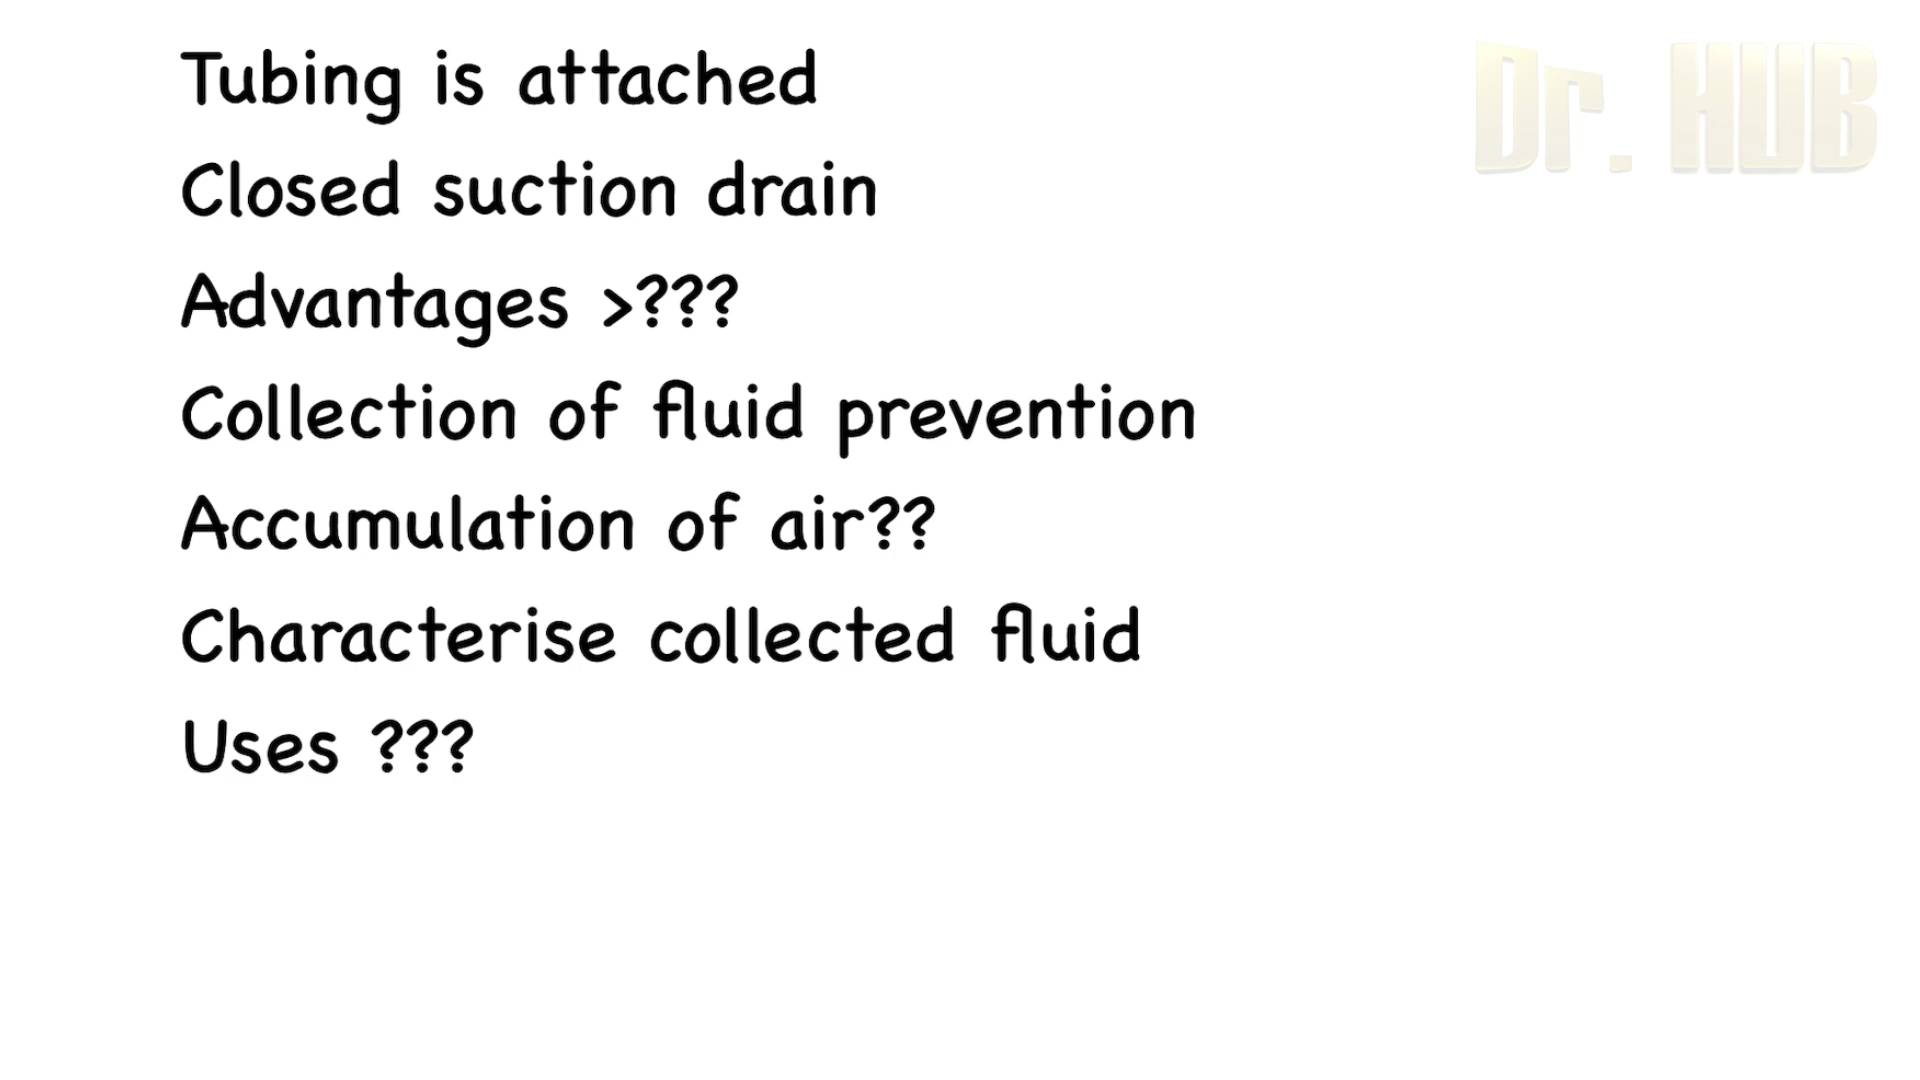 Tubing is attached
Closed suction drain
Advantages >???
Collection of fluid prevention
Accumulation of air??
Characterise collected fluid
Uses ???
Dr. HUB